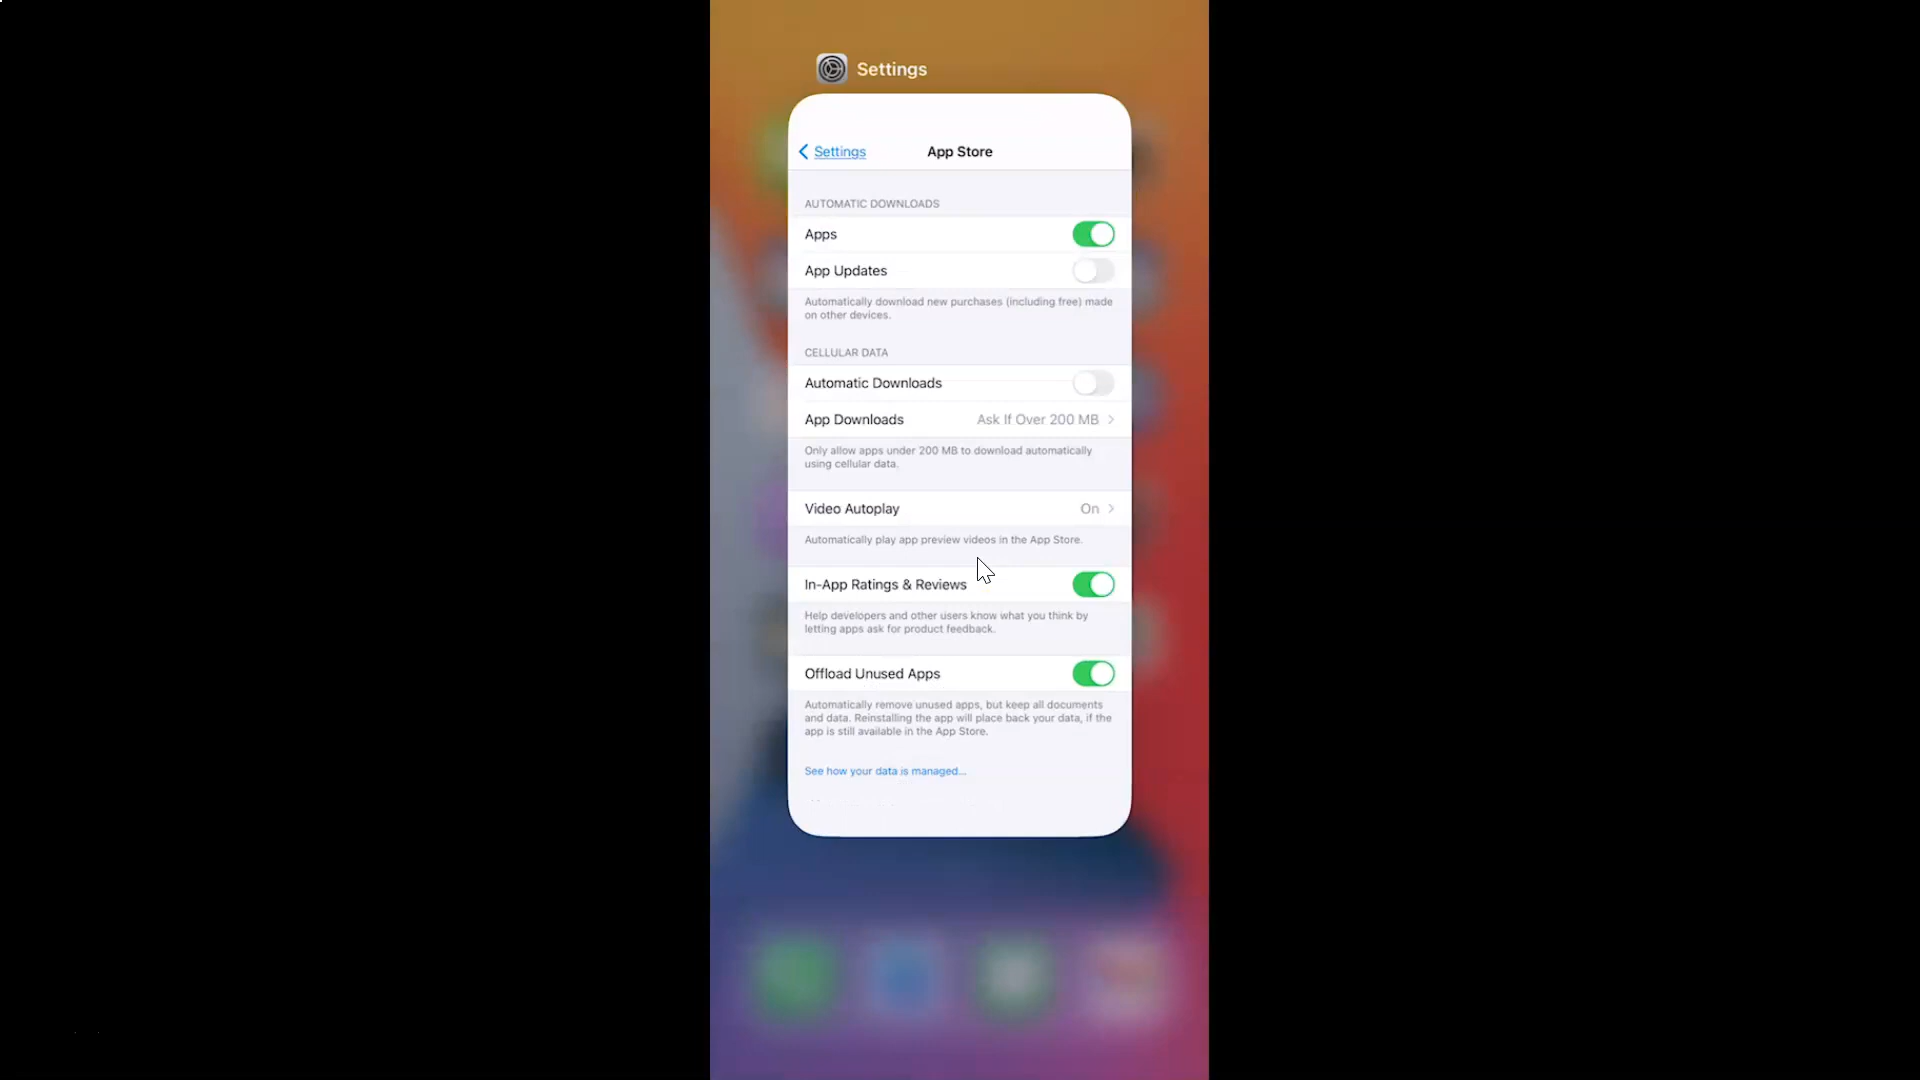 Settings
Settings
App Store
AUTOMATIC DOWNLOADS
Apps
App Updates
Automatically download new purchases (including free) made
on other devices.
CELLULAR DATA
Automatic Downloads
App Downloads Ask If Over 200 MB
Only allow apps under 200 MB to download automatically
using cellular data.
Video Autoplay On
Automatically play app preview videos in the App Store.
In-App Ratings & Reviews
Help developers and other users know what you think by
letting apps ask for product feedback.
Offload Unused Apps
Automatically remove unused apps, but keep all documents
and data. Reinstalling the app will place back your data, if the
app is still available in the App Store.
See how your data is managed...